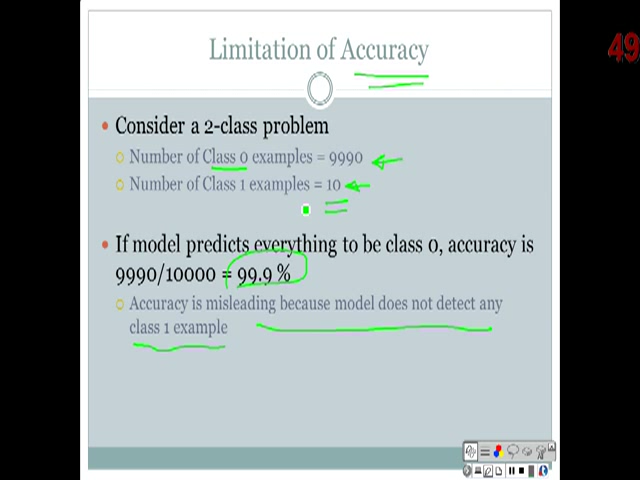 Limitation of Accuracy
49
Consider a 2-class problem
Number of Class 0 examples = 9990
Number of Class 1 examples = 10
If model predicts everything to be class 0, accuracy is
9990/10000 = 99.9 %
Accuracy is misleading because model does not detect any
class 1 example